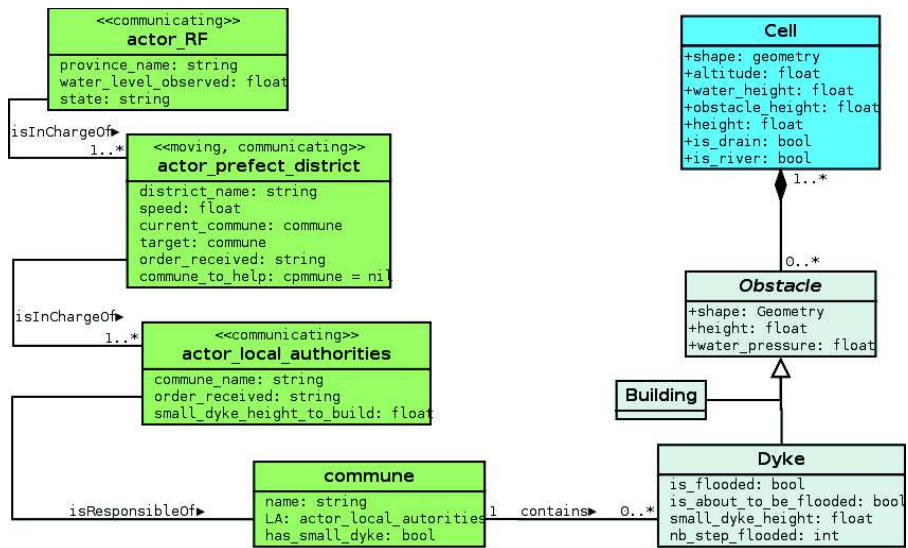 <<communicating>>
actor_RF
province_name: string
water_level_observed: float
state: string
isInChargeOf▶
1..*
<<moving, communicating>>
actor_prefect_district
district_name: string
speed: float
current_commune: commune
target: commune
order_received: string
commune_to_help: cpmmune = nil
isInChargeOf▶
1..*
<<communicating>>
actor_local_authorities
commune_name: string
order_received: string
small_dyke_height_to_build: float
isResponsibleOf▶
commune
name: string
LA: actor_local_autorities
has_small_dyke: bool
1 contains▶ 0..*
Cell
+shape: geometry
+altitude: float
+water_height: float
+obstacle_height: float
+height: float
+is_drain: bool
+is_river: bool
1..*
0..*
Obstacle
+shape: Geometry
+height: float
+water_pressure: float
Building
Dyke
is_flooded: bool
is_about_to_be_flooded: bool
small_dyke_height: float
nb_step_flooded: int